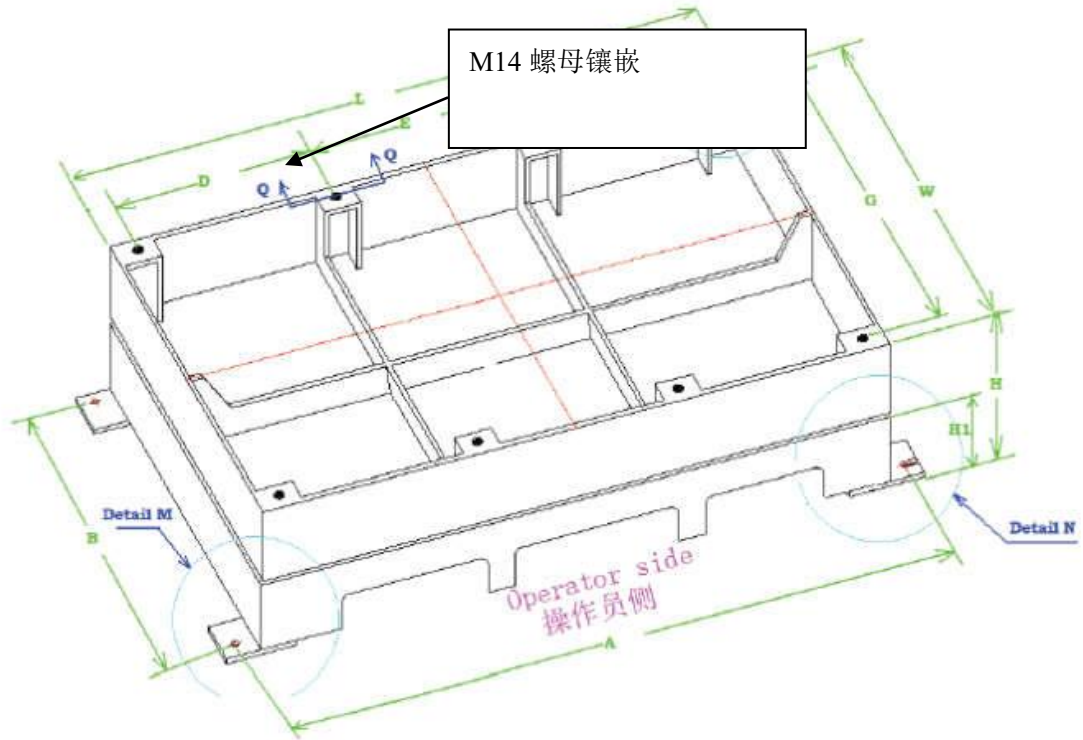 M14 螺母镶嵌
L
E
D
Q
Q
G
W
H
H1
Detail M
B
Detail N
Operator side
操作员侧
A